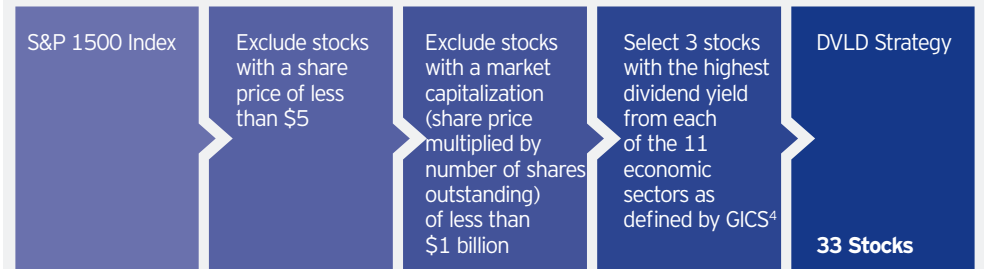 S&P 1500 Index
Exclude stocks
with a share
price of less
than $5
Exclude stocks
with a market
capitalization
(share price
multiplied by
number of shares
outstanding)
of less than
$1 billion
Select 3 stocks
with the highest
dividend yield
from each
of the 11
economic
sectors as
defined by GICS⁴
DVLD Strategy
33 Stocks